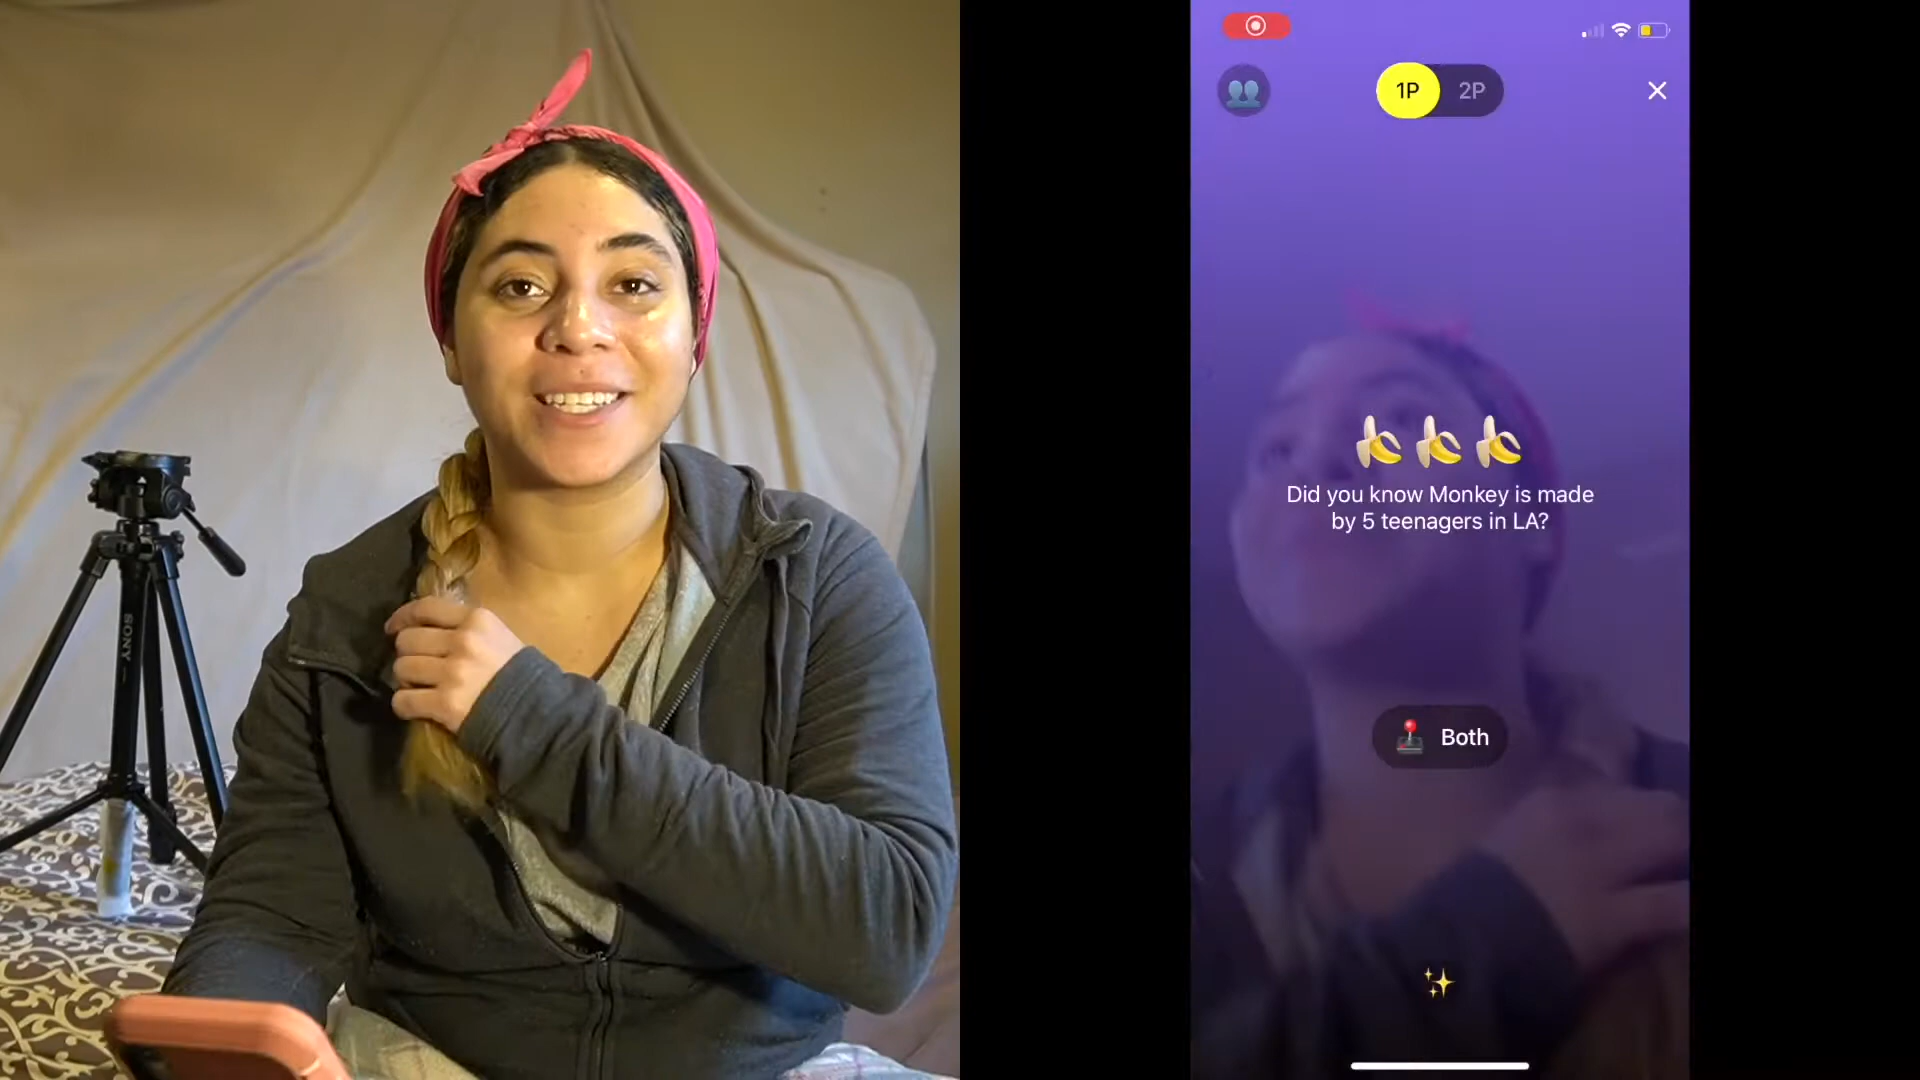 SONY
1P 2P
Did you know Monkey is made
by 5 teenagers in LA?
Both